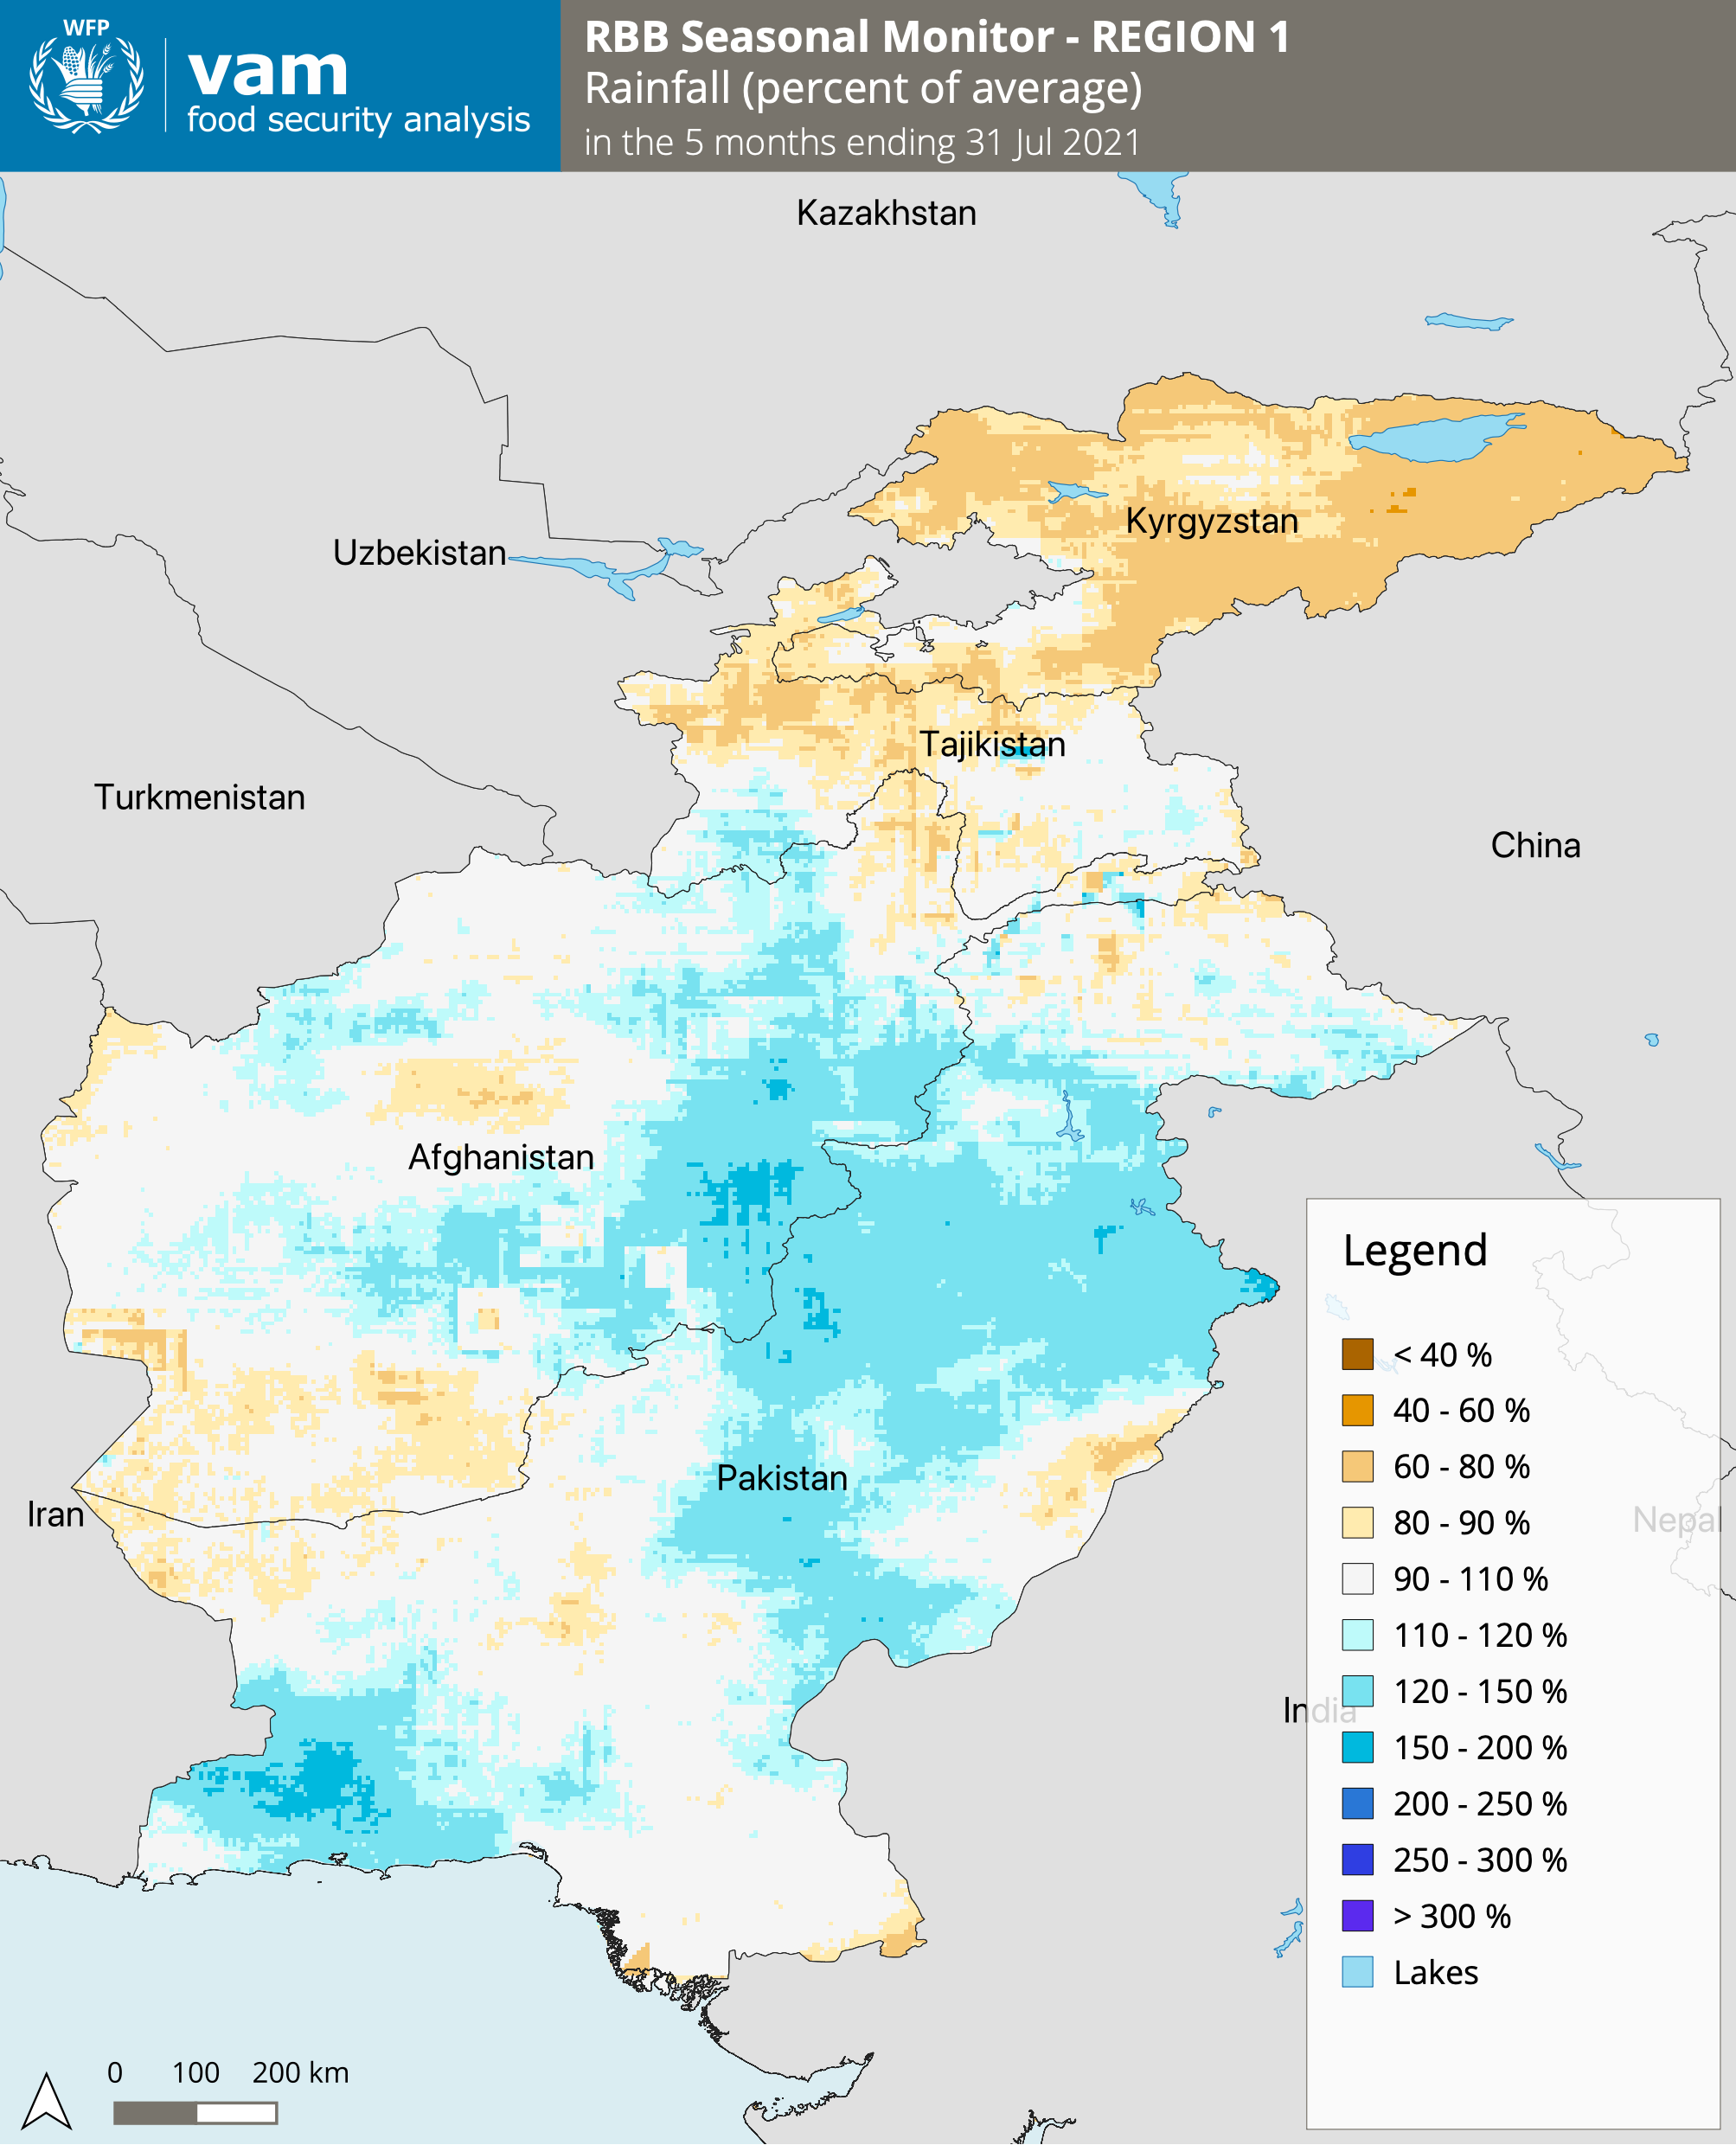 WFP
vam
food security analysis
RBB Seasonal Monitor - REGION 1
Rainfall (percent of average)
in the 5 months ending 31 Jul 2021
Kazakhstan
Kyrgyzstan
Uzbekistan
Tajikistan
Turkmenistan
China
Afghanistan
Pakistan
Iran
Nepal
India
Legend
< 40 %
40 - 60 %
60 - 80 %
80 - 90 %
90 - 110 %
110 - 120 %
120 - 150 %
150 - 200 %
200 - 250 %
250 - 300 %
> 300 %
Lakes
0 100 200 km